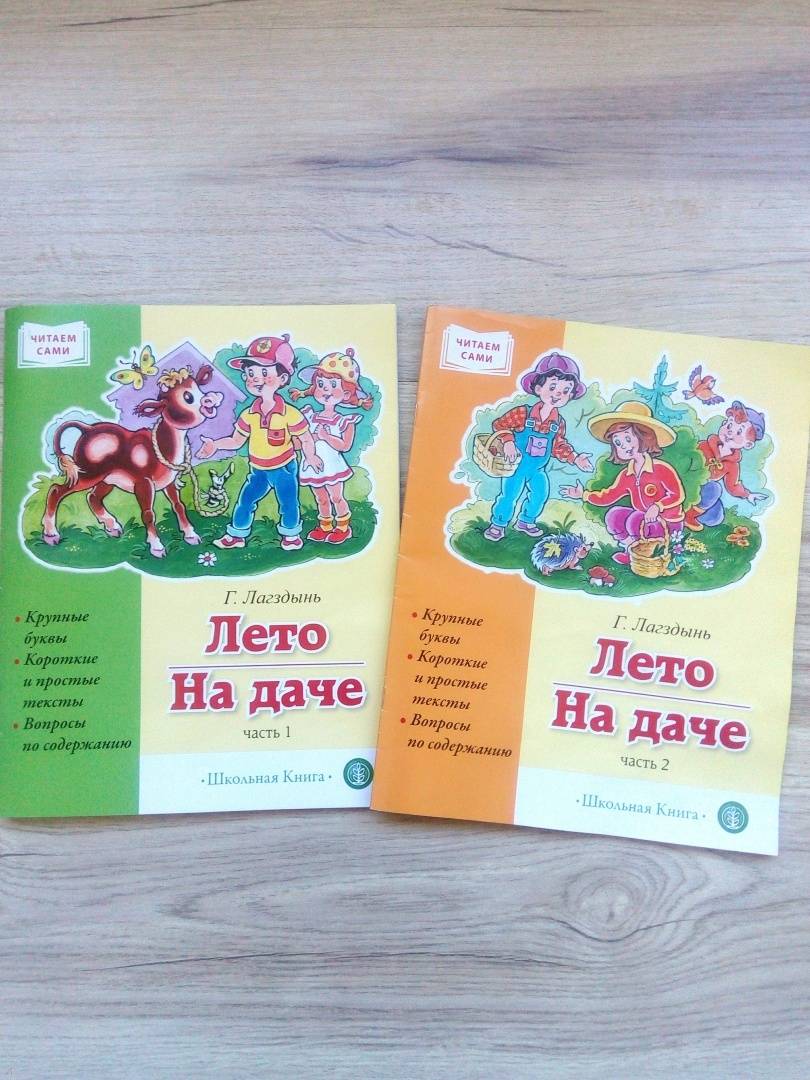 ЧИТАЕМ
САМИ
Г. Лагздынь
Лето
На даче
часть 1
• Крупные
буквы
• Короткие
и простые
тексты
• Вопросы
по содержанию
• Школьная Книга •
ЧИТАЕМ
САМИ
Г. Лагздынь
Лето
На даче
часть 2
• Крупные
буквы
• Короткие
и простые
тексты
• Вопросы
по содержанию
• Школьная Книга •